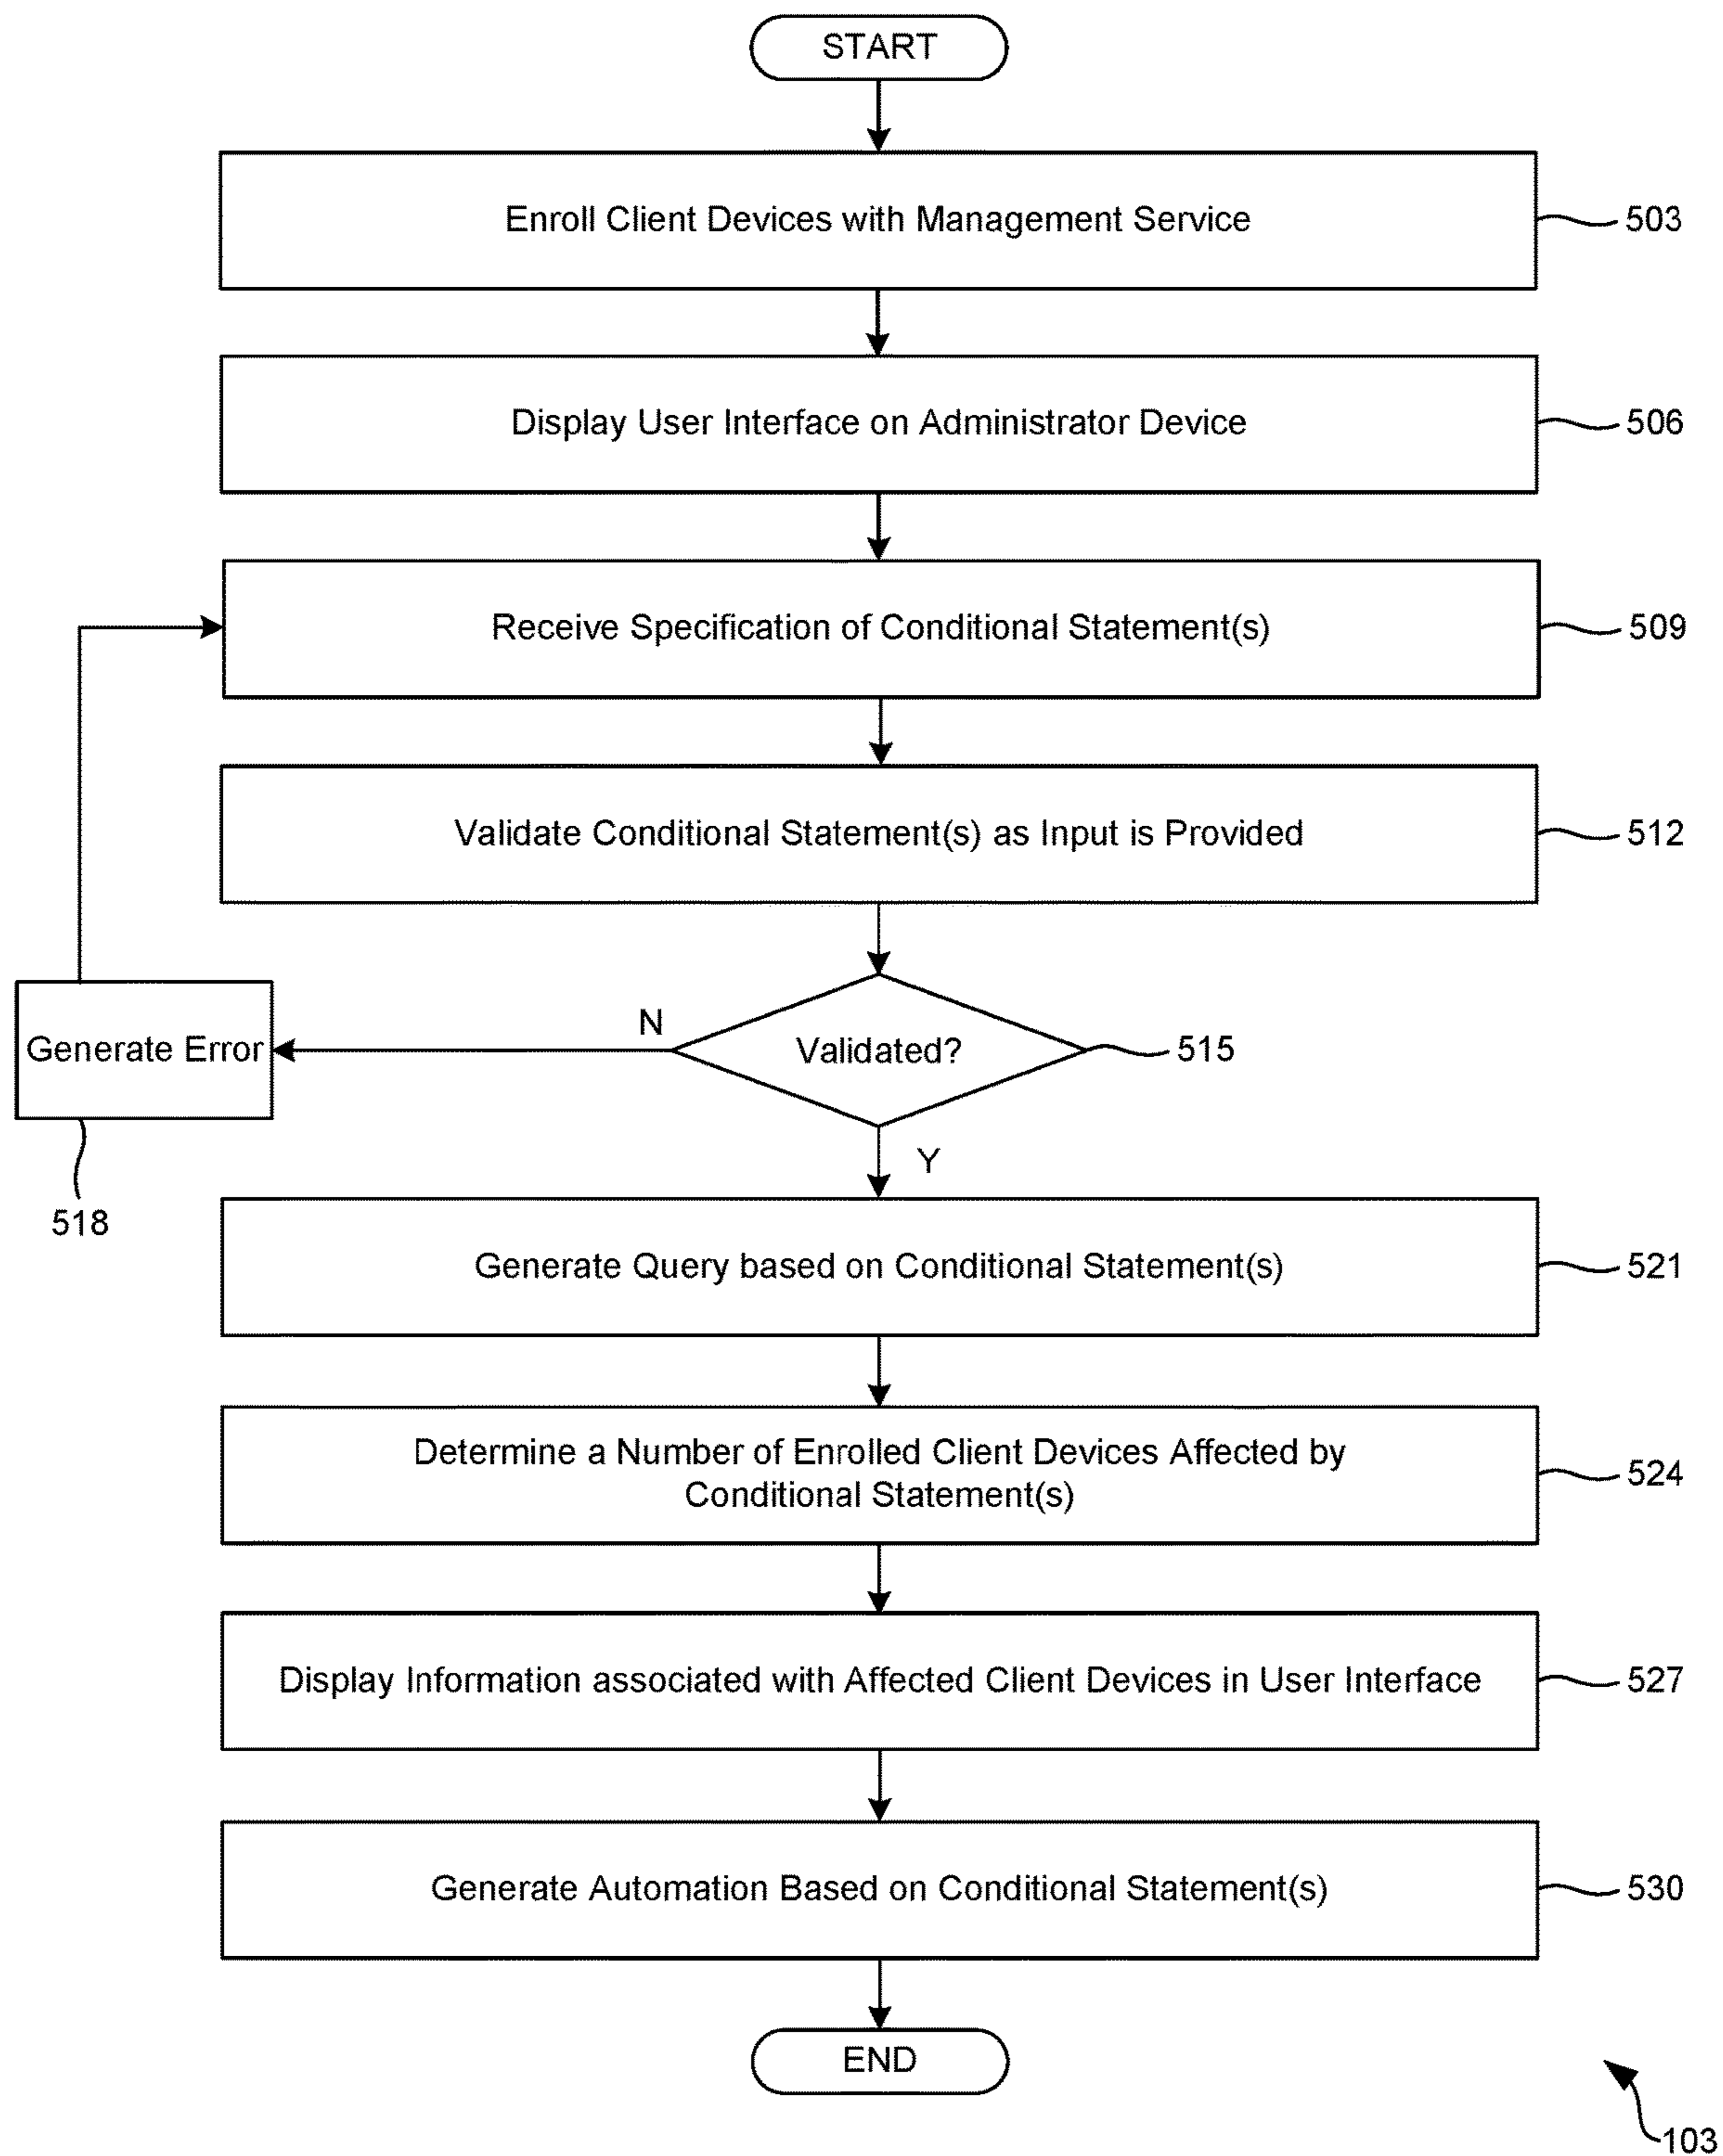 START
Enroll Client Devices with Management Service
503
Display User Interface on Administrator Device
506
Receive Specification of Conditional Statement(s)
509
Validate Conditional Statement(s) as Input is Provided
512
N
Generate Error
Validated?
515
Y
518
Generate Query based on Conditional Statement(s)
521
Determine a Number of Enrolled Client Devices Affected by
Conditional Statement(s)
524
Display Information associated with Affected Client Devices in User Interface
527
Generate Automation Based on Conditional Statement(s)
530
END
103